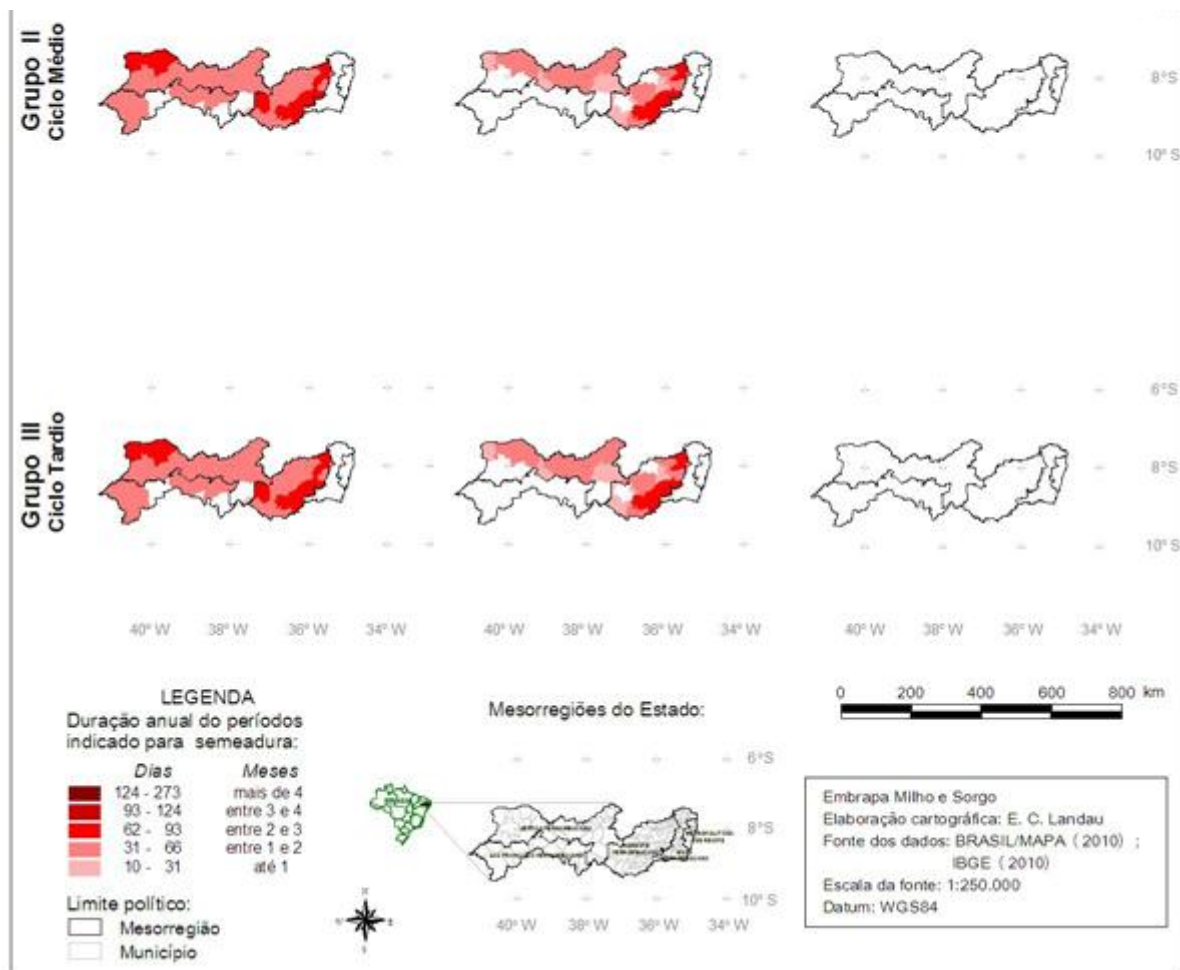 Grupo II
Ciclo Médio
8° S
10° S
Grupo III
Ciclo Tardio
6° S
8° S
10° S
40° W 38° W 36° W 34° W 40° W 38° W 36° W 34° W 40° W 38° W 36° W 34° W
LEGENDA
Duração anual do períodos
indicado para semeadura:
Dias Meses
124 - 273 mais de 4
93 - 124 entre 3 e 4
62 - 93 entre 2 e 3
31 - 66 entre 1 e 2
10 - 31 até 1
Limite político:
Mesorregião
Município
Mesorregiões do Estado:
6° S
8° S
10° S
40° W 38° W 36° W 34° W
0 200 400 600 800 km
Embrapa Milho e Sorgo
Elaboração cartográfica: E. C. Landau
Fonte dos dados: BRASIL/MAPA ( 2010) ;
IBGE ( 2010)
Escala da fonte: 1:250.000
Datum: WGS84